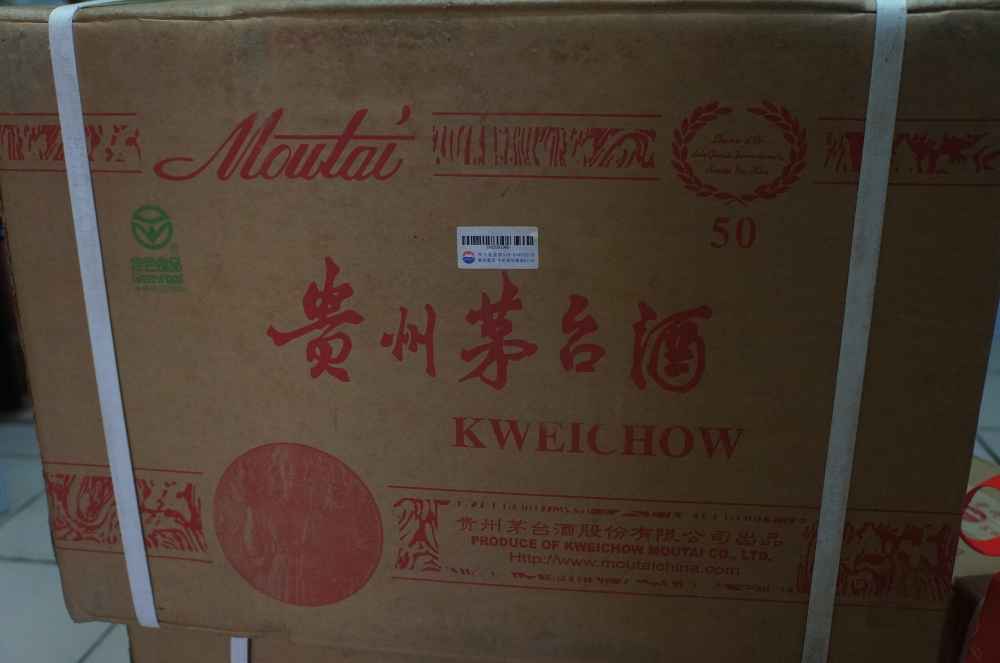 Moutai
50
贵州茅台酒
KWEICHOW
贵州茅台酒股份有限公司出品
PRODUCE OF KWEICHOW MOUTAI CO., LTD.
Http://www.moutaichina.com